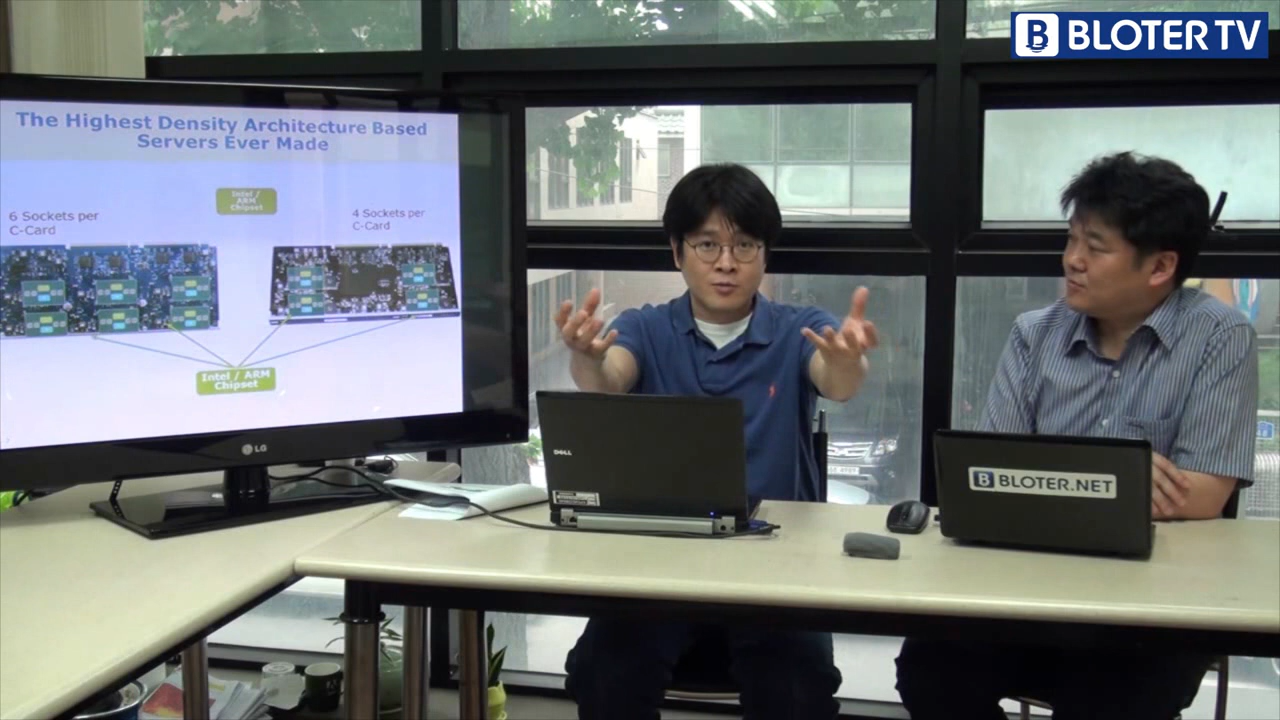 B BLOTER TV
The Highest Density Architecture Based
Servers Ever Made
Intel /
ARM
Chipset
6 Sockets per
C-Card
4 Sockets per
C-Card
Intel / ARM
Chipset
LG
DELL
B BLOTER.NET